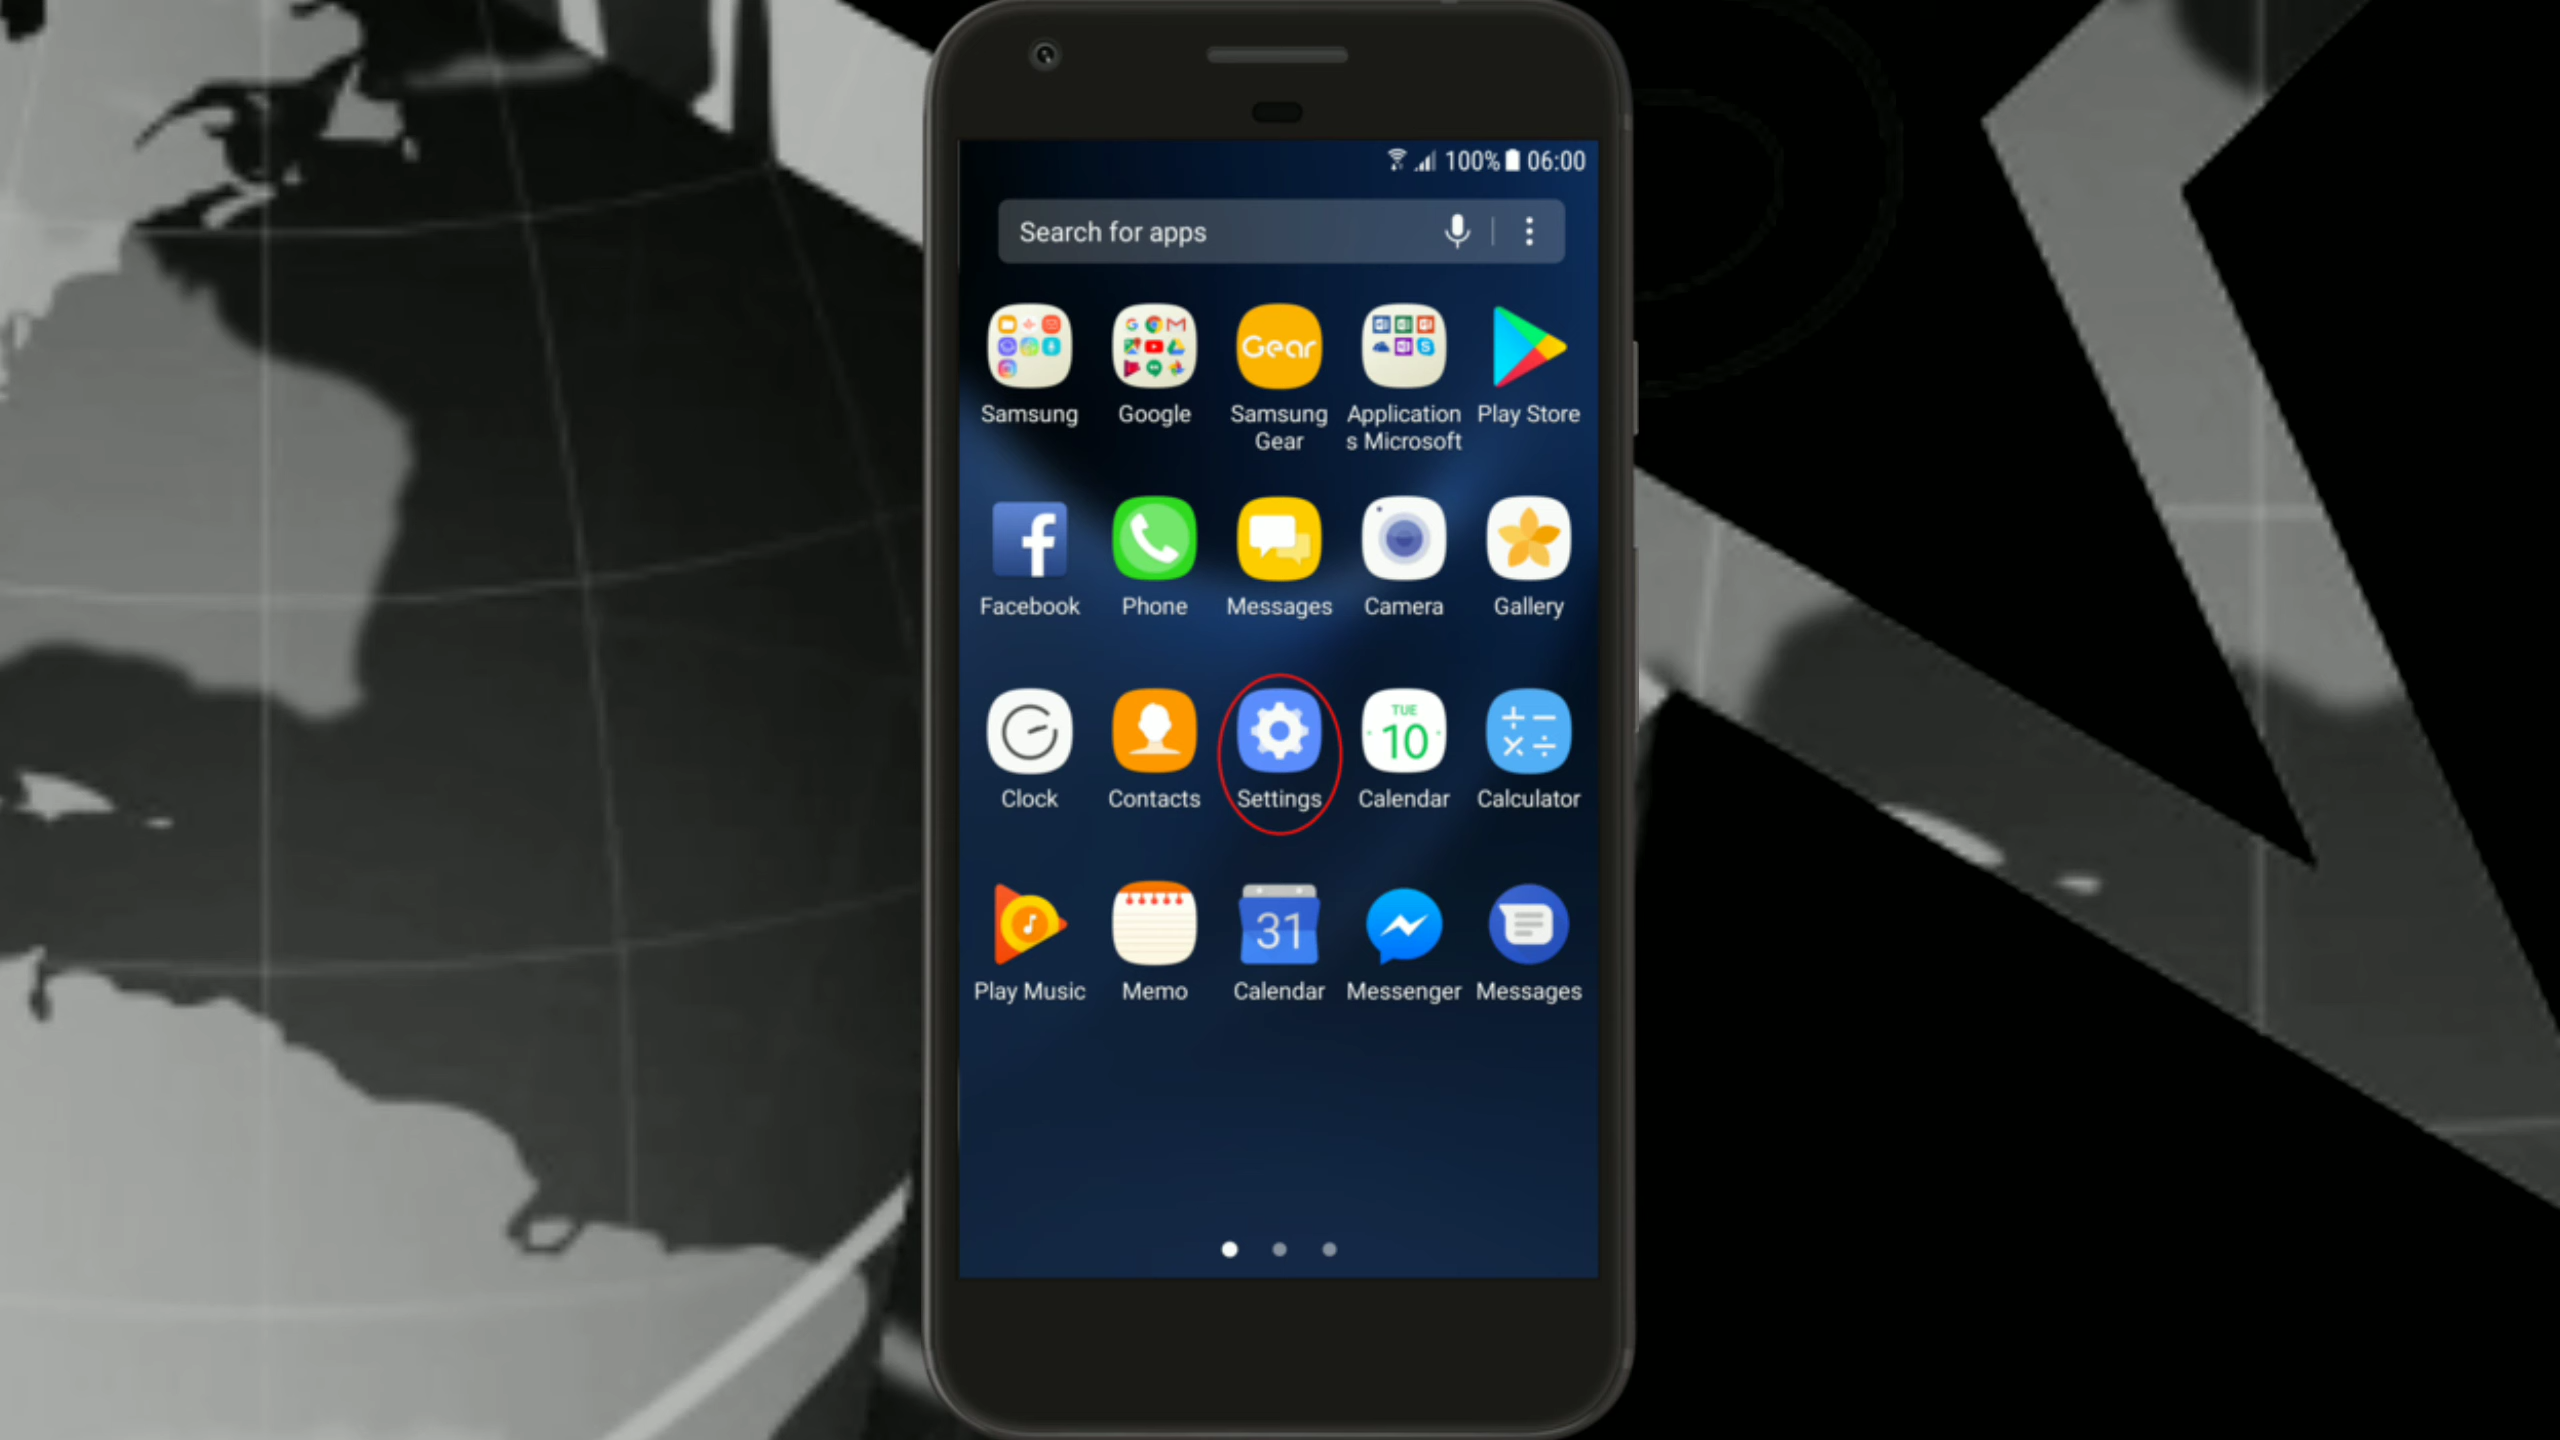 100% 06:00
Search for apps
Gear
Samsung Google Samsung Application Play Store
Gear s Microsoft
Facebook Phone Messages Camera Gallery
TUE
10
Clock Contacts Settings Calendar Calculator
31
Play Music Memo Calendar Messenger Messages